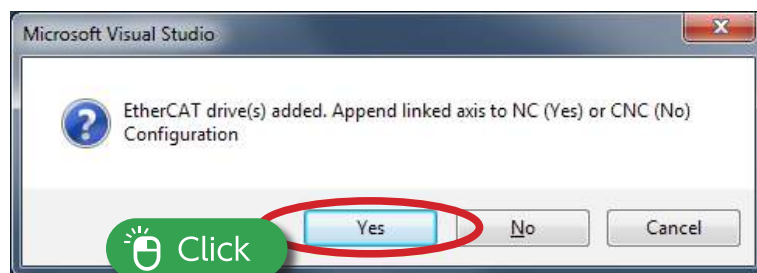 Microsoft Visual Studio
EtherCAT drive(s) added. Append linked axis to NC (Yes) or CNC (No)
Configuration
Yes
No
Cancel
Click